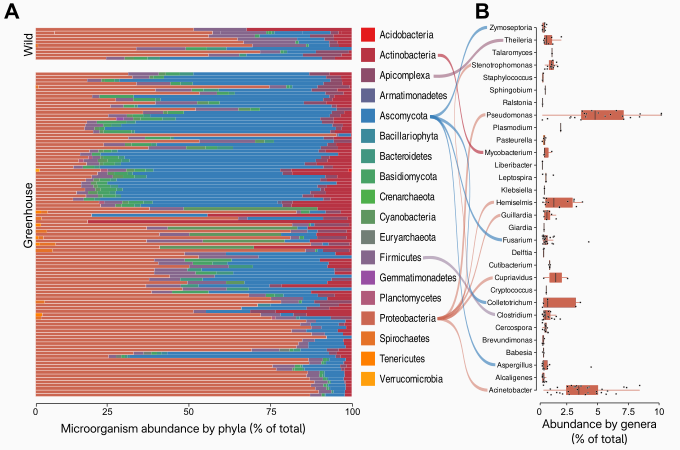 A
B
Wild
Greenhouse
0
25
50
75
100
Microorganism abundance by phyla (% of total)
Acidobacteria
Actinobacteria
Apicomplexa
Armatimonadetes
Ascomycota
Bacillariophyta
Bacteroidetes
Basidiomycota
Crenarchaeota
Cyanobacteria
Euryarchaeota
Firmicutes
Gemmatimonadetes
Planctomycetes
Proteobacteria
Spirochaetes
Tenericutes
Verrucomicrobia
Zymoseptoria
Theileria
Talaromyces
Stenotrophomonas
Staphylococcus
Sphingobium
Ralstonia
Pseudomonas
Plasmodium
Pasteurella
Mycobacterium
Liberibacter
Leptospira
Klebsiella
Hemiselmis
Guillardia
Giardia
Fusarium
Delftia
Cutibacterium
Cupriavidus
Cryptococcus
Colletotrichum
Clostridium
Cercospora
Brevundimonas
Babesia
Aspergillus
Alcaligenes
Acinetobacter
0
2.5
5
7.5
10
Abundance by genera
(% of total)